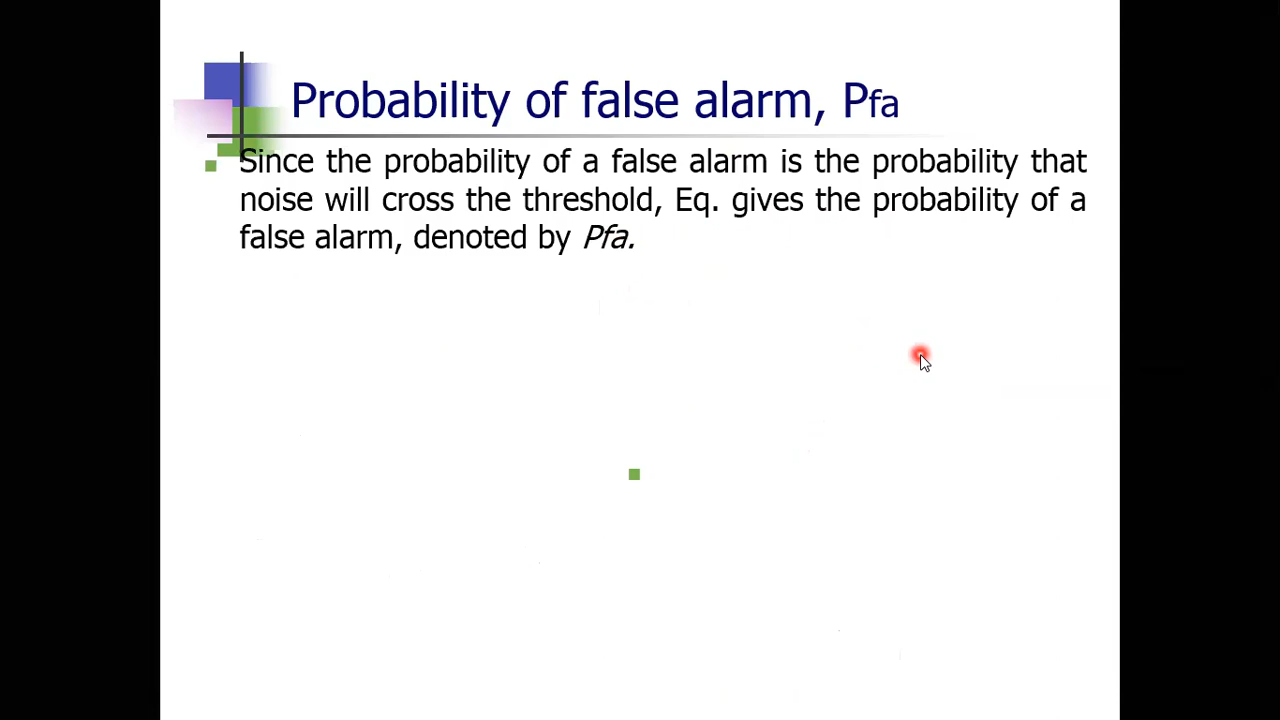 Probability of false alarm, Pfa
Since the probability of a false alarm is the probability that
noise will cross the threshold, Eq. gives the probability of a
false alarm, denoted by Pfa.